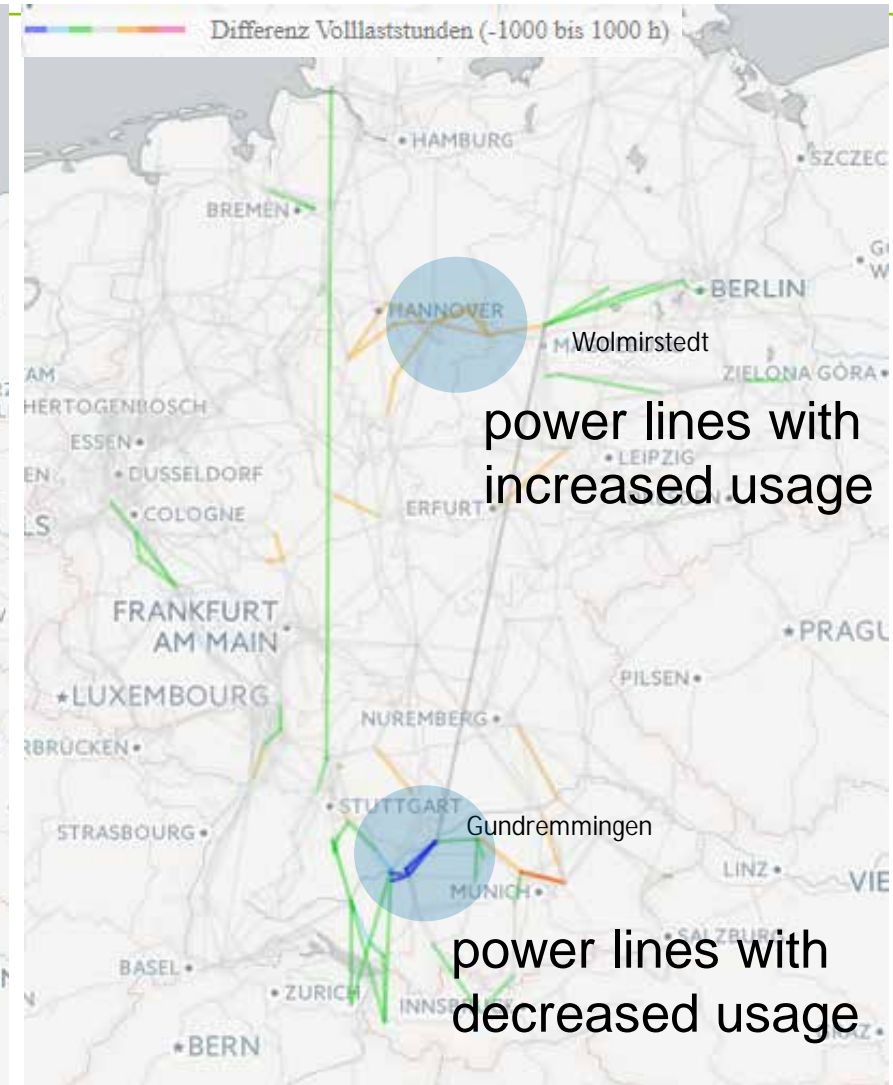 Differenz Volllaststunden (-1000 bis 1000 h)
HAMBURG
SZCZEC
BREMEN
BERLIN
HANNOVER
Wolmirstedt
ZIELONA GÓRA
HERTOGENBOSCH
power lines with
increased usage
ESSEN
LEIPZIG
DUSSELDORF
ERFURT
COLOGNE
LS
FRANKFURT
AM MAIN
PRAGU
PILSEN
LUXEMBOURG
NUREMBERG
RBRÜCKEN
STUTTGART
Gundremmingen
STRASBOURG
LINZ
VIE
MUNICH
power lines with
decreased usage
SALZBURG
BASEL
ZURICH
BERN